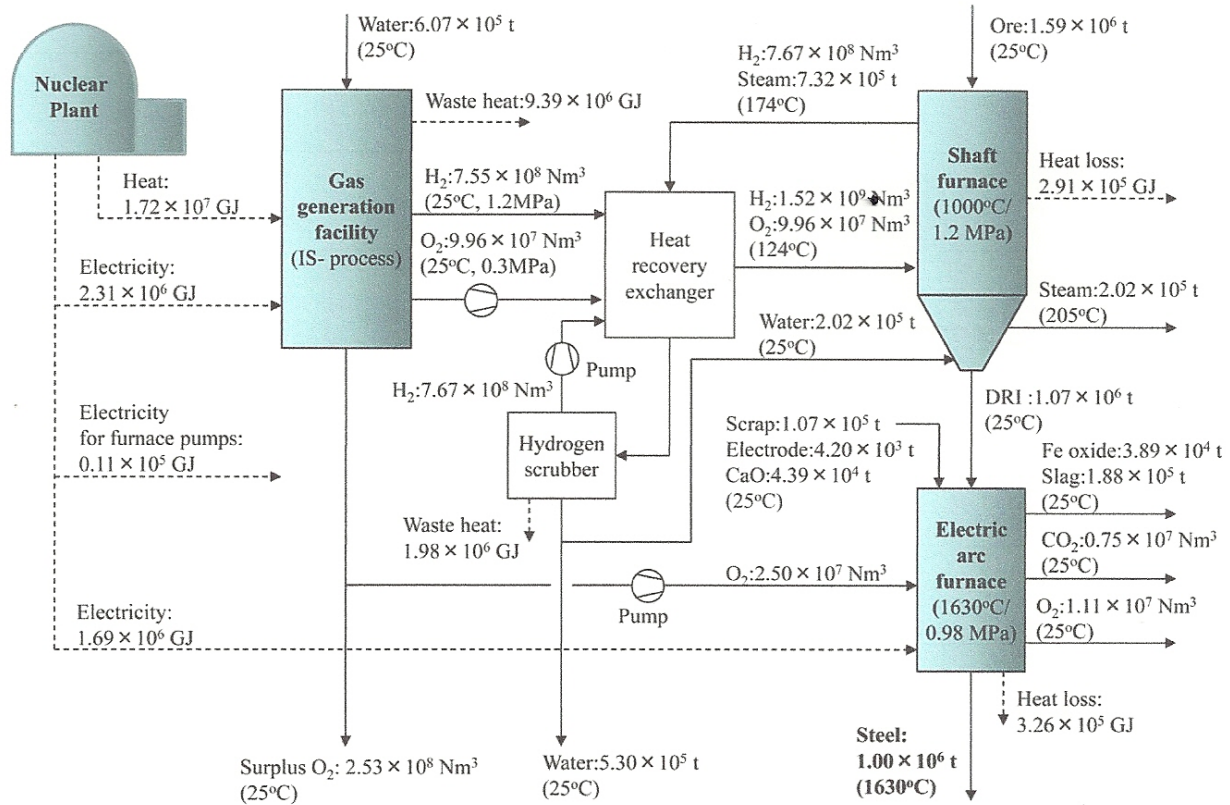 Water:6.07 × 10⁵ t
(25°C)
Ore:1.59 × 10⁶ t
(25°C)
H₂:7.67 × 10⁸ Nm³
Steam:7.32 × 10⁵ t
(174°C)
Nuclear
Plant
Waste heat:9.39 × 10⁶ GJ
Heat:
1.72 × 10⁷ GJ
Gas
generation
facility
(IS- process)
H₂:7.55 × 10⁸ Nm³
(25°C, 1.2MPa)
O₂:9.96 × 10⁷ Nm³
(25°C, 0.3MPa)
Heat
recovery
exchanger
H₂:1.52 × 10⁹ Nm³
O₂:9.96 × 10⁷ Nm³
(124°C)
Shaft
furnace
(1000°C/
1.2 MPa)
Heat loss:
2.91 × 10⁵ GJ
Electricity:
2.31 × 10⁶ GJ
Steam:2.02 × 10⁵ t
(205°C)
Water:2.02 × 10⁵ t
(25°C)
Pump
H₂:7.67 × 10⁸ Nm³
DRI :1.07 × 10⁶ t
(25°C)
Electricity
for furnace pumps:
0.11 × 10⁵ GJ
Hydrogen
scrubber
Scrap:1.07 × 10⁵ t
Electrode:4.20 × 10³ t
CaO:4.39 × 10⁴ t
(25°C)
Fe oxide:3.89 × 10⁴ t
Slag:1.88 × 10⁵ t
(25°C)
Waste heat:
1.98 × 10⁶ GJ
Electric
arc
furnace
(1630°C/
0.98 MPa)
CO₂:0.75 × 10⁷ Nm³
(25°C)
O₂:2.50 × 10⁷ Nm³
Pump
O₂:1.11 × 10⁷ Nm³
(25°C)
Electricity:
1.69 × 10⁶ GJ
Heat loss:
3.26 × 10⁵ GJ
Surplus O₂: 2.53 × 10⁸ Nm³
(25°C)
Water:5.30 × 10⁵ t
(25°C)
Steel:
1.00 × 10⁶ t
(1630°C)